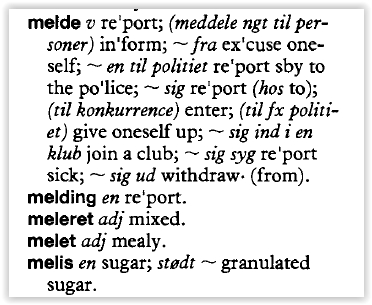 melde v re'port; (meddele ngt til per-
soner) in'form; ~ fra ex'cuse one-
self; ~ en til politiet re'port sby to
the po'lice; ~ sig re'port (hos to);
(til konkurrence) enter; (til fx politi-
et) give oneself up; ~ sig ind i en
klub join a club; ~ sig syg re'port
sick; ~ sig ud withdraw· (from).
melding en re'port.
meleret adj mixed.
melet adj mealy.
melis en sugar; stødt ~ granulated
sugar.